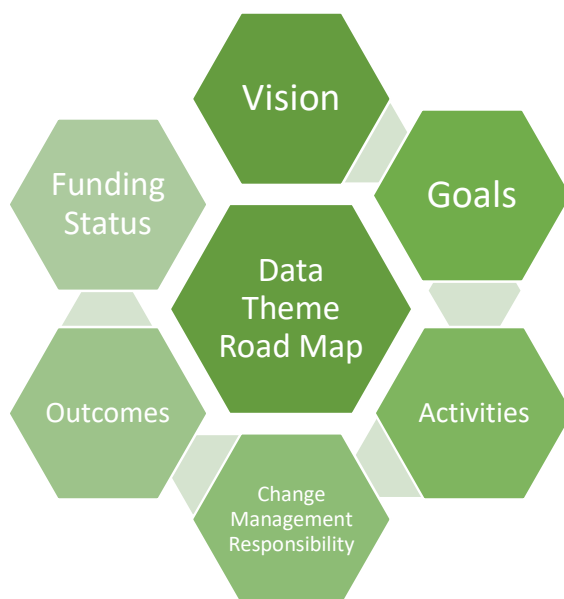 Vision
Goals
Funding
Status
Data
Theme
Road Map
Activities
Outcomes
Change
Management
Responsibility